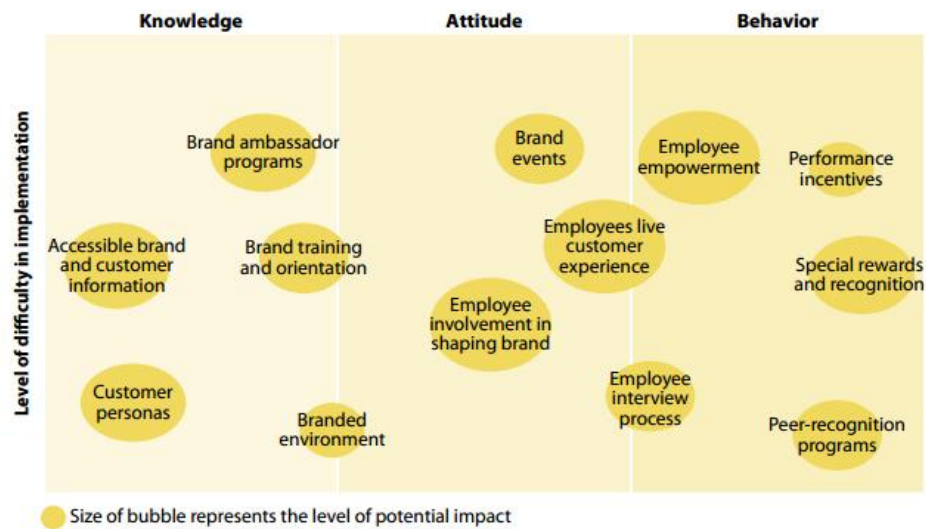 Knowledge
Attitude
Behavior
Level of difficulty in implementation
Brand ambassador
programs
Brand
events
Employee
empowerment
Performance
incentives
Accessible brand
and customer
information
Brand training
and orientation
Employees live
customer
experience
Special rewards
and recognition
Employee
involvement in
shaping brand
Customer
personas
Branded
environment
Employee
interview
process
Peer-recognition
programs
Size of bubble represents the level of potential impact